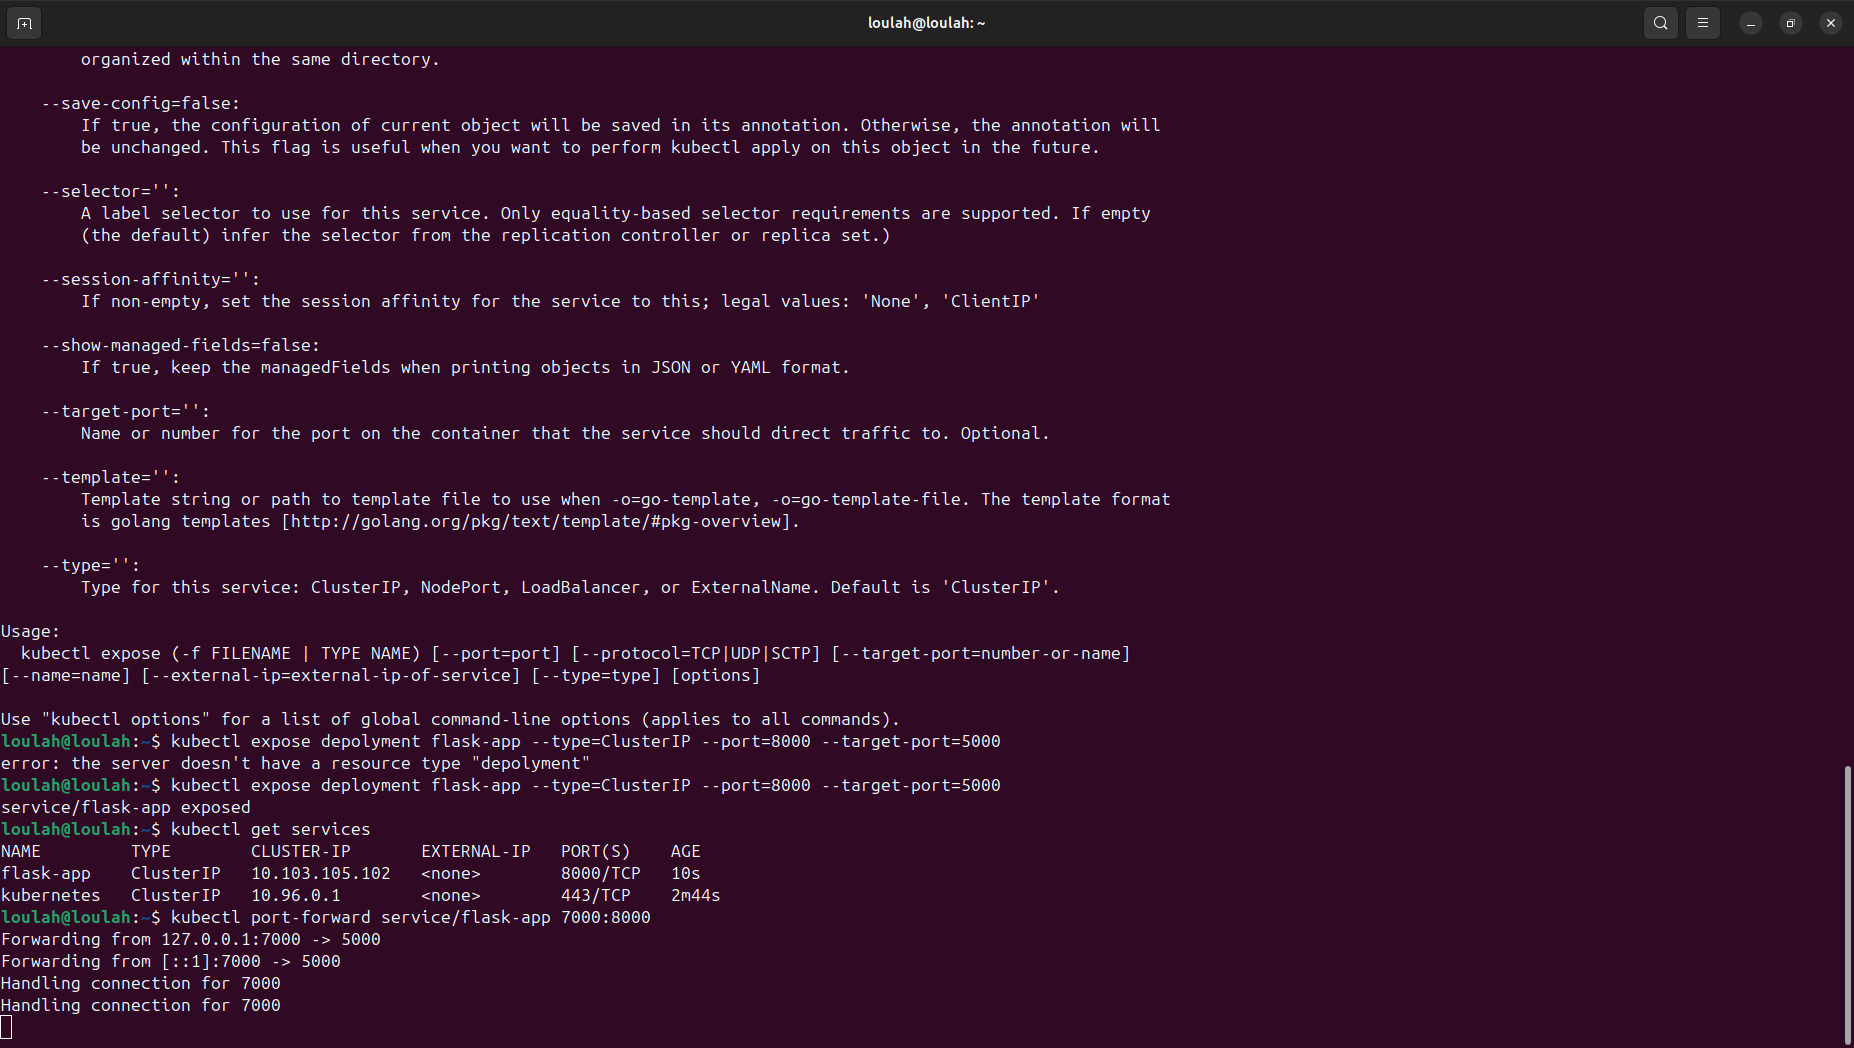 loulah@loulah: ~
organized within the same directory.
--save-config=false:
If true, the configuration of current object will be saved in its annotation. Otherwise, the annotation will
be unchanged. This flag is useful when you want to perform kubectl apply on this object in the future.
--selector='':
A label selector to use for this service. Only equality-based selector requirements are supported. If empty
(the default) infer the selector from the replication controller or replica set.)
--session-affinity='':
If non-empty, set the session affinity for the service to this; legal values: 'None', 'ClientIP'
--show-managed-fields=false:
If true, keep the managedFields when printing objects in JSON or YAML format.
--target-port='':
Name or number for the port on the container that the service should direct traffic to. Optional.
--template='':
Template string or path to template file to use when -o=go-template, -o=go-template-file. The template format
is golang templates [http://golang.org/pkg/text/template/#pkg-overview].
--type='':
Type for this service: ClusterIP, NodePort, LoadBalancer, or ExternalName. Default is 'ClusterIP'.
Usage:
kubectl expose (-f FILENAME | TYPE NAME) [--port=port] [--protocol=TCP|UDP|SCTP] [--target-port=number-or-name]
[--name=name] [--external-ip=external-ip-of-service] [--type=type] [options]
Use "kubectl options" for a list of global command-line options (applies to all commands).
loulah@loulah:~$ kubectl expose depolyment flask-app --type=ClusterIP --port=8000 --target-port=5000
error: the server doesn't have a resource type "depolyment"
loulah@loulah:~$ kubectl expose deployment flask-app --type=ClusterIP --port=8000 --target-port=5000
service/flask-app exposed
loulah@loulah:~$ kubectl get services
NAME TYPE CLUSTER-IP EXTERNAL-IP PORT(S) AGE
flask-app ClusterIP 10.103.105.102 <none> 8000/TCP 10s
kubernetes ClusterIP 10.96.0.1 <none> 443/TCP 2m44s
loulah@loulah:~$ kubectl port-forward service/flask-app 7000:8000
Forwarding from 127.0.0.1:7000 -> 5000
Forwarding from [::1]:7000 -> 5000
Handling connection for 7000
Handling connection for 7000